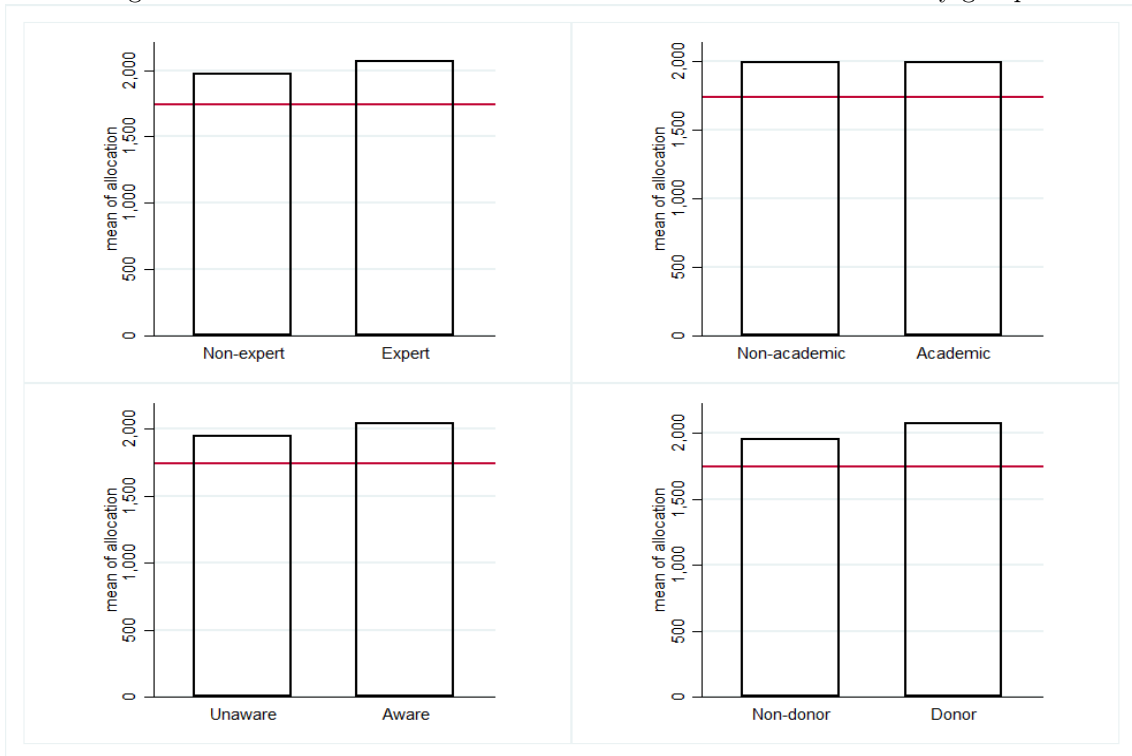 mean of allocation
2,000
1,500
1,000
500
0
Non-expert Expert
mean of allocation
2,000
1,500
1,000
500
0
Non-academic Academic
mean of allocation
2,000
1,500
1,000
500
0
Unaware Aware
mean of allocation
2,000
1,500
1,000
500
0
Non-donor Donor